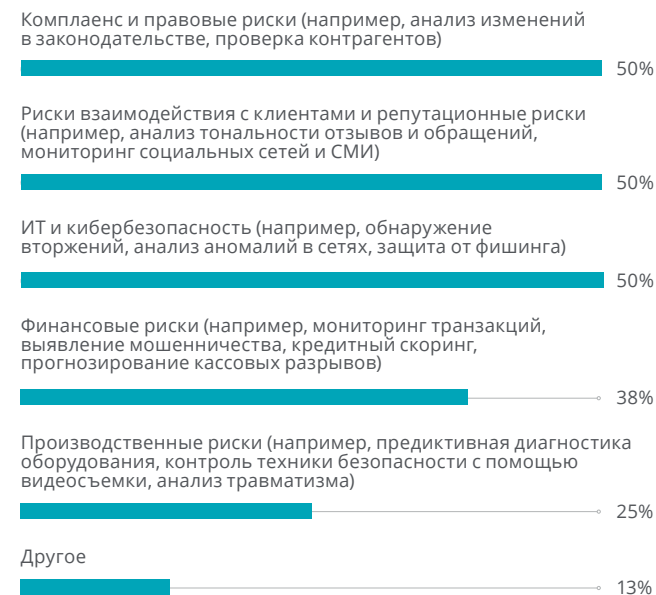 Комплаенс и правовые риски (например, анализ изменений
в законодательстве, проверка контрагентов)
50%
Риски взаимодействия с клиентами и репутационные риски
(например, анализ тональности отзывов и обращений,
мониторинг социальных сетей и СМИ)
50%
ИТ и кибербезопасность (например, обнаружение
вторжений, анализ аномалий в сетях, защита от фишинга)
50%
Финансовые риски (например, мониторинг транзакций,
выявление мошенничества, кредитный скоринг,
прогнозирование кассовых разрывов)
38%
Производственные риски (например, предиктивная диагностика
оборудования, контроль техники безопасности с помощью
видеосъемки, анализ травматизма)
25%
Другое
13%